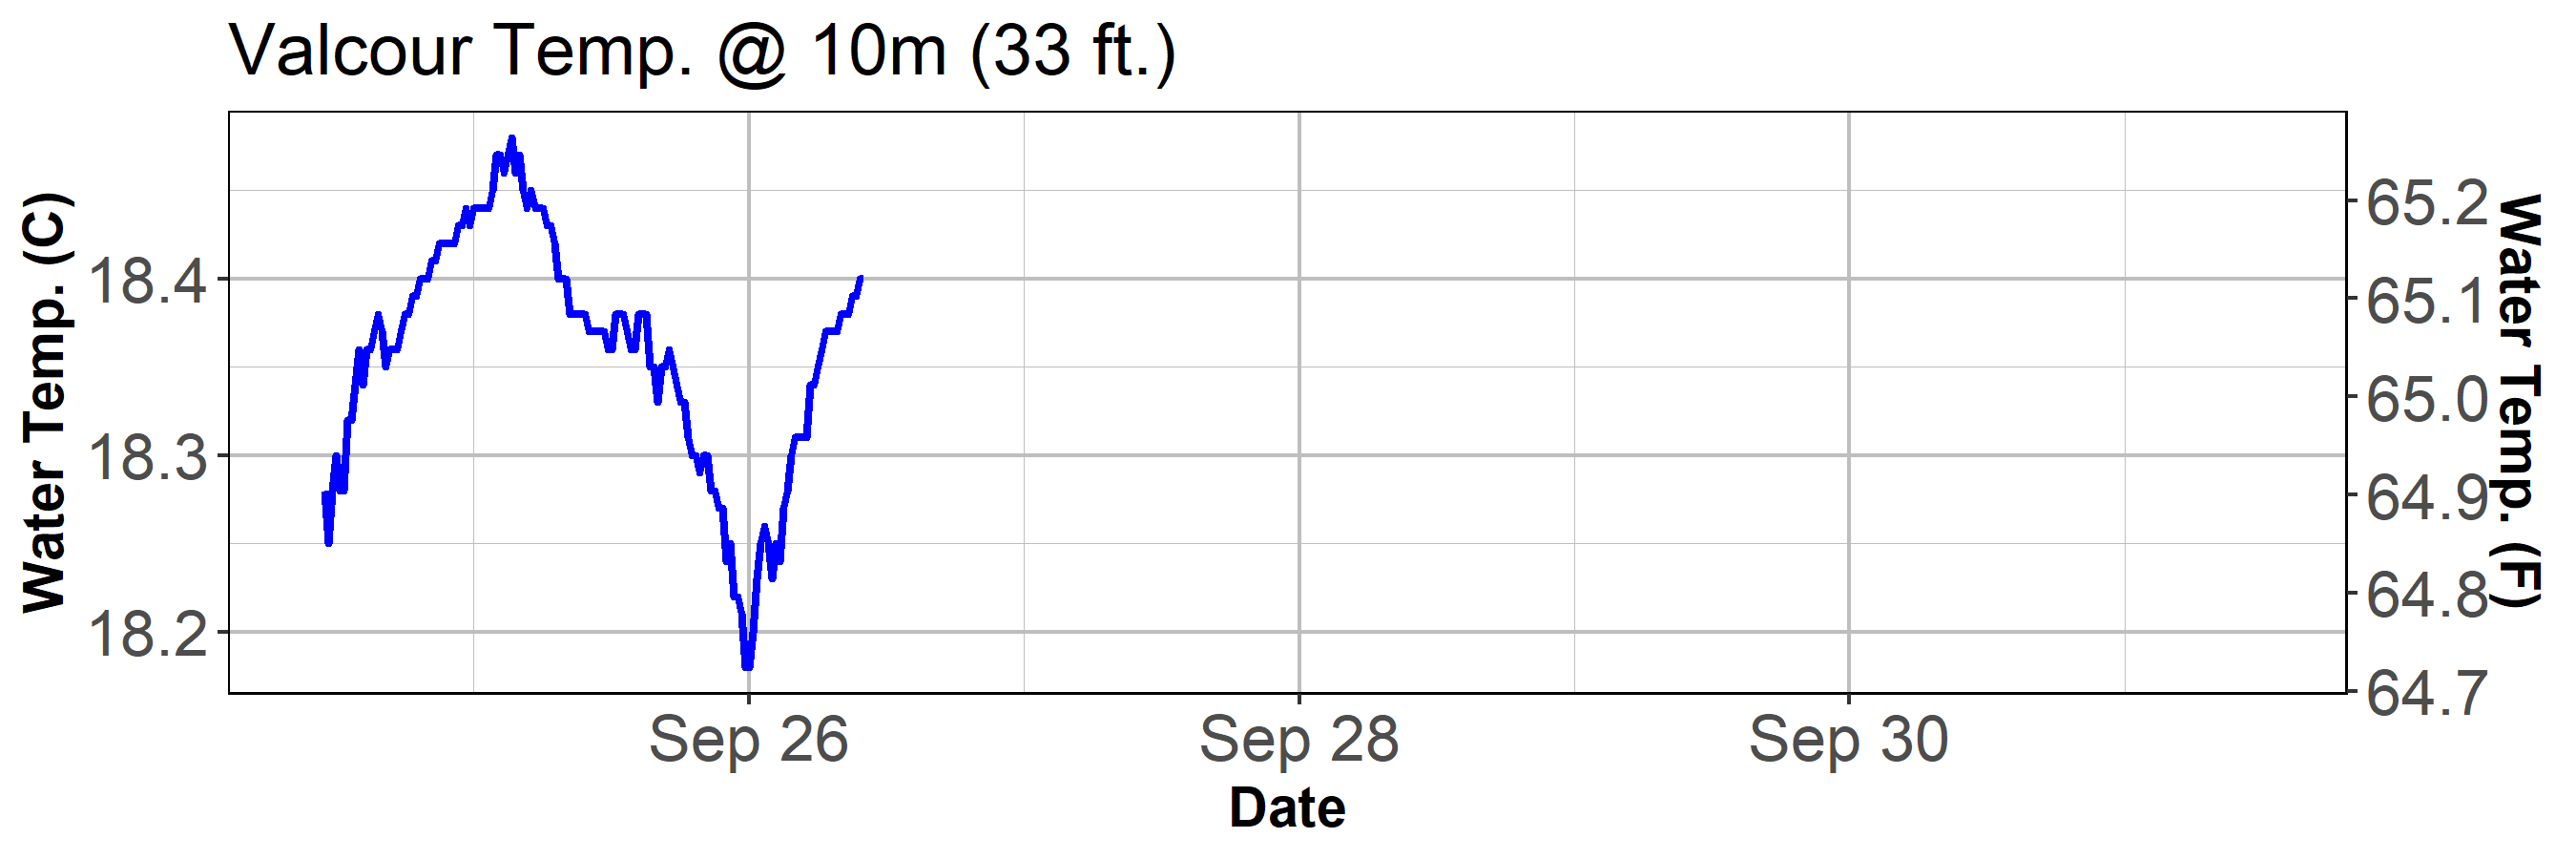 Valcour Temp. @ 10m (33 ft.)
Water Temp. (C)
18.4
18.3
18.2
65.2
65.1
65.0
64.9
64.8
64.7
Water Temp. (F)
Sep 26
Sep 28
Sep 30
Date